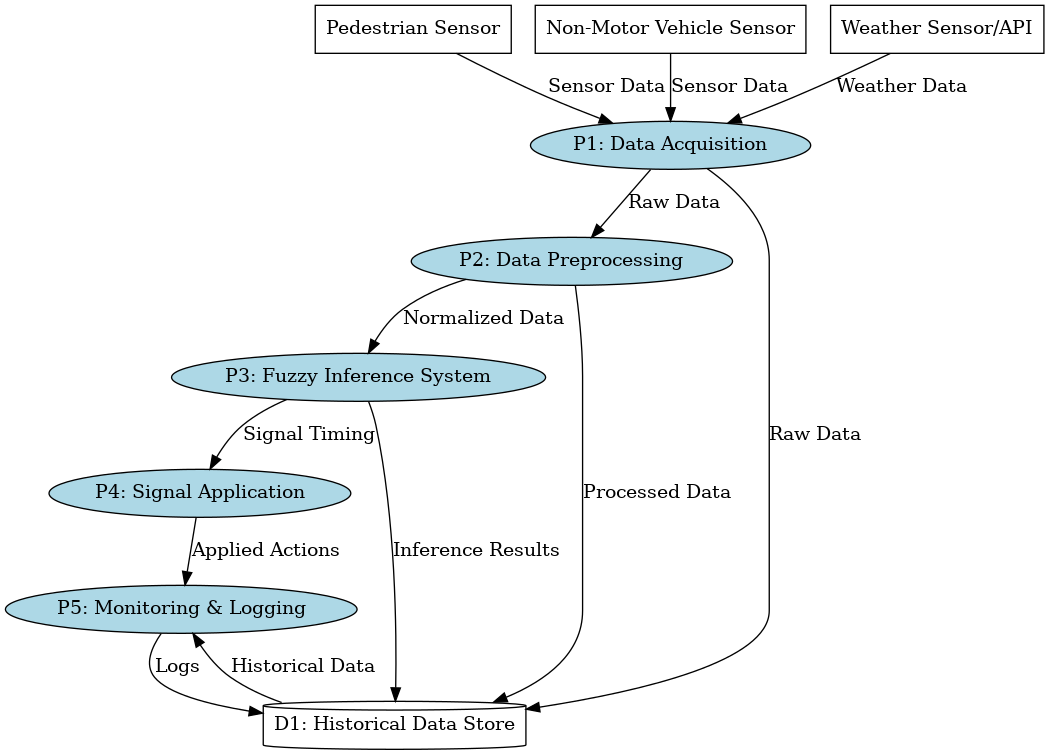 Pedestrian Sensor
Non-Motor Vehicle Sensor
Weather Sensor/API
Sensor Data
Sensor Data
Weather Data
P1: Data Acquisition
Raw Data
P2: Data Preprocessing
Normalized Data
P3: Fuzzy Inference System
Signal Timing
Raw Data
P4: Signal Application
Processed Data
Applied Actions
Inference Results
P5: Monitoring & Logging
Logs
Historical Data
D1: Historical Data Store